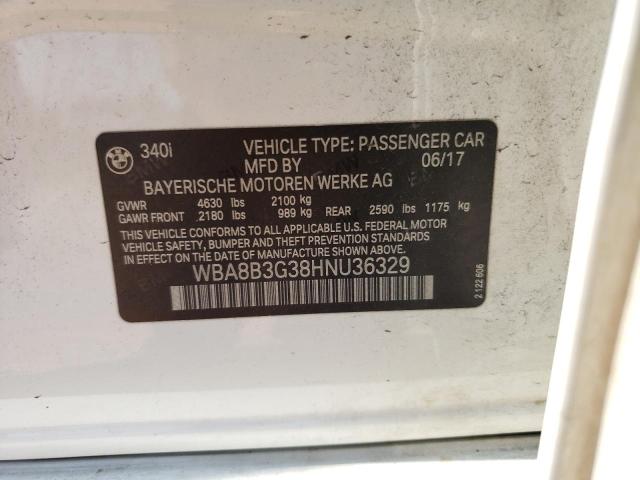 BMW 340i VEHICLE TYPE: PASSENGER CAR
MFD BY 06/17
BAYERISCHE MOTOREN WERKE AG
GVWR 4630 lbs 2100 kg
GAWR FRONT .2180 lbs 989 kg REAR 2590 lbs 1175 kg
THIS VEHICLE CONFORMS TO ALL APPLICABLE U.S. FEDERAL MOTOR
VEHICLE SAFETY, BUMPER, AND THEFT PREVENTION STANDARDS
IN EFFECT ON THE DATE OF MANUFACTURE SHOWN ABOVE.
WBA8B3G38HNU36329
2 122 606